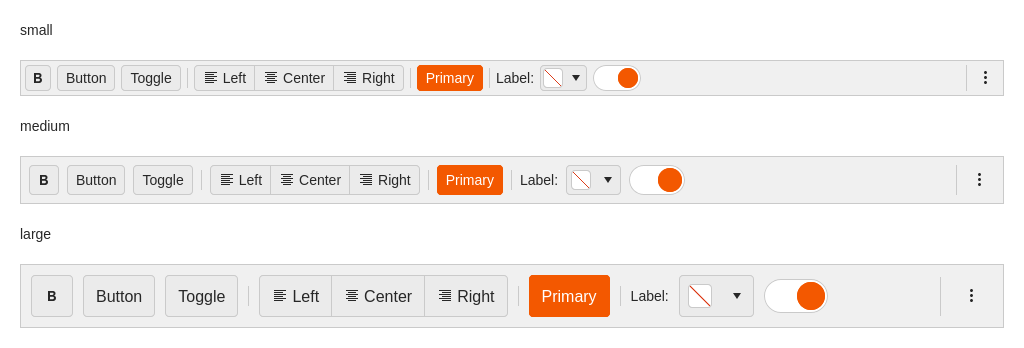 small
B Button Toggle Left Center Right Primary Label:
medium
B Button Toggle Left Center Right Primary Label:
large
B Button Toggle Left Center Right Primary Label: